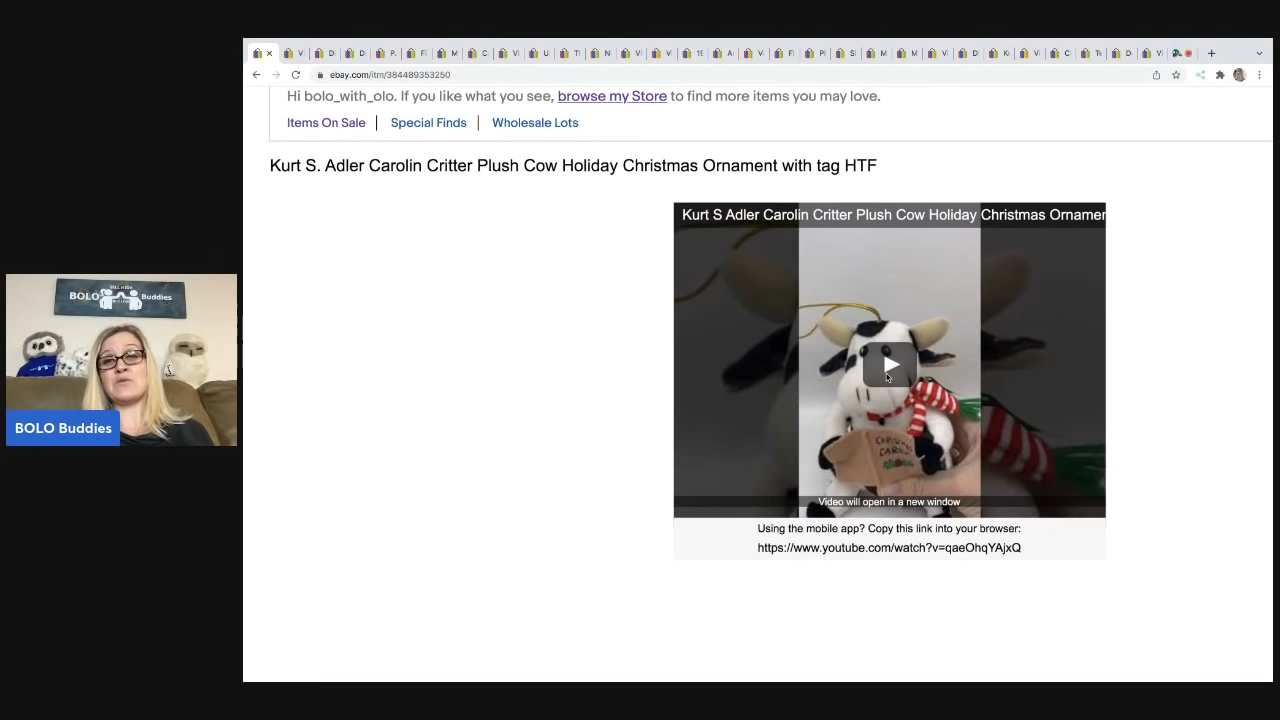 ebay.com/itm/384489353250
Hi bolo_with_olo. If you like what you see, browse my Store to find more items you may love.
Items On Sale | Special Finds | Wholesale Lots
Kurt S. Adler Carolin Critter Plush Cow Holiday Christmas Ornament with tag HTF
Kurt S Adler Carolin Critter Plush Cow Holiday Christmas Ornamen
BOLO Buddies
CHRISTMAS
CAROLS
Video will open in a new window
Using the mobile app? Copy this link into your browser:
https://www.youtube.com/watch?v=qaeOhqYAjxQ
BOLO Buddies